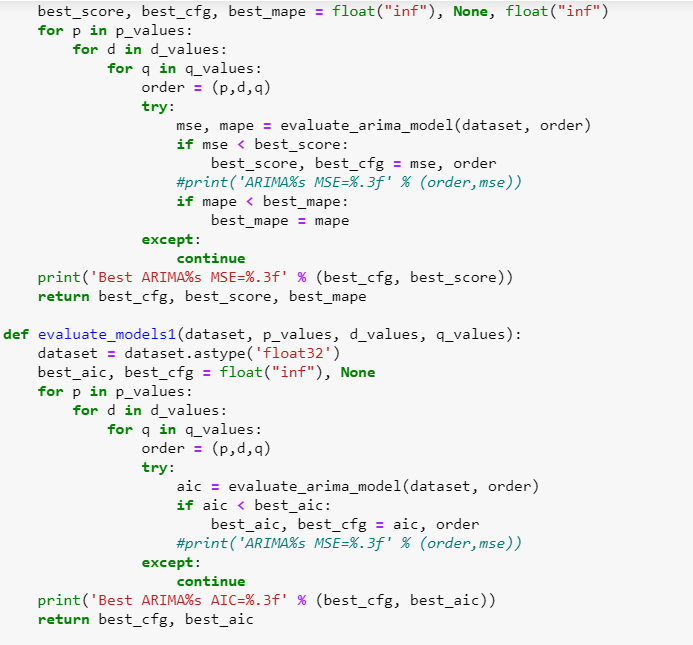 best_score, best_cfg, best_mape = float("inf"), None, float("inf")
    for p in p_values:
        for d in d_values:
            for q in q_values:
                order = (p,d,q)
                try:
                    mse, mape = evaluate_arima_model(dataset, order)
                    if mse < best_score:
                        best_score, best_cfg = mse, order
                    #print('ARIMA%s MSE=%.3f' % (order,mse))
                    if mape < best_mape:
                        best_mape = mape
                except:
                    continue
    print('Best ARIMA%s MSE=%.3f' % (best_cfg, best_score))
    return best_cfg, best_score, best_mape

def evaluate_models1(dataset, p_values, d_values, q_values):
    dataset = dataset.astype('float32')
    best_aic, best_cfg = float("inf"), None
    for p in p_values:
        for d in d_values:
            for q in q_values:
                order = (p,d,q)
                try:
                    aic = evaluate_arima_model(dataset, order)
                    if aic < best_aic:
                        best_aic, best_cfg = aic, order
                    #print('ARIMA%s MSE=%.3f' % (order,mse))
                except:
                    continue
    print('Best ARIMA%s AIC=%.3f' % (best_cfg, best_aic))
    return best_cfg, best_aic